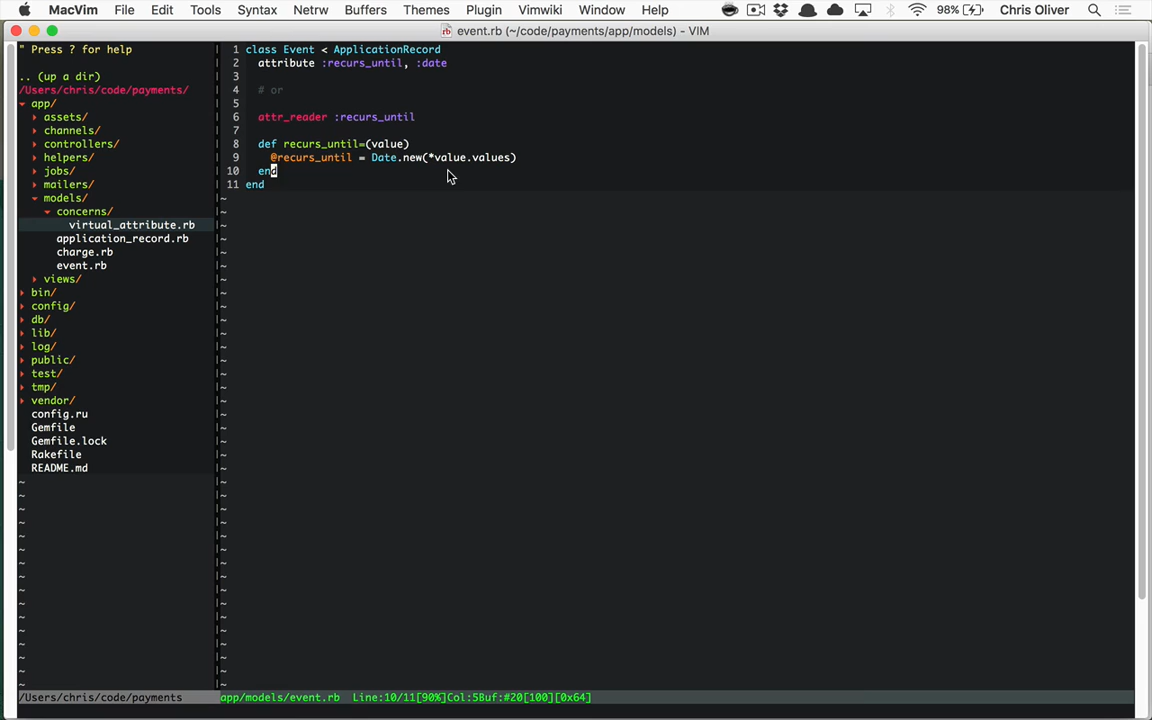 MacVim File Edit Tools Syntax Netrw Buffers Themes Plugin Vimwiki Window Help 98% Chris Oliver
event.rb (~/code/payments/app/models) - VIM
" Press ? for help
.. (up a dir)
/Users/chris/code/payments/
app/
assets/
channels/
controllers/
helpers/
jobs/
mailers/
models/
concerns/
virtual_attribute.rb
application_record.rb
charge.rb
event.rb
views/
bin/
config/
db/
lib/
log/
public/
test/
tmp/
vendor/
config.ru
Gemfile
Gemfile.lock
Rakefile
README.md
1 class Event < ApplicationRecord
2 attribute :recurs_until, :date
3
4 # or
5
6 attr_reader :recurs_until
7
8 def recurs_until=(value)
9 @recurs_until = Date.new(*value.values)
10 end
11 end
/Users/chris/code/payments app/models/event.rb Line:10/11[90%]Col:5Buf:#20[100][0x64]